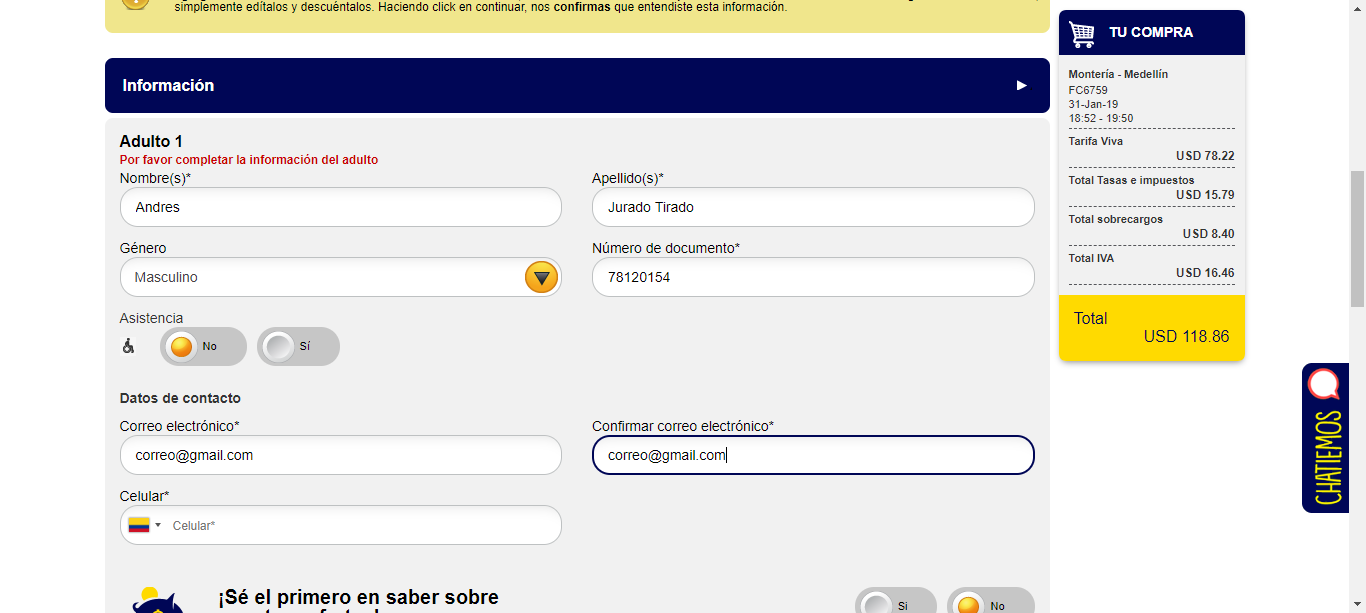 simplemente edítalos y descuéntalos. Haciendo click en continuar, nos confirmas que entendiste esta información.
Información
Adulto 1
Por favor completar la información del adulto
Nombre(s)*
Apellido(s)*
Andres
Jurado Tirado
Género
Número de documento*
Masculino
78120154
Asistencia
No
Sí
Datos de contacto
Correo electrónico*
Confirmar correo electrónico*
correo@gmail.com
correo@gmail.com
Celular*
Celular*
¡Sé el primero en saber sobre
Si
No
TU COMPRA
Montería - Medellín
FC6759
31-Jan-19
18:52 - 19:50
Tarifa Viva
USD 78.22
Total Tasas e impuestos
USD 15.79
Total sobrecargos
USD 8.40
Total IVA
USD 16.46
Total
USD 118.86
CHATIEMOS